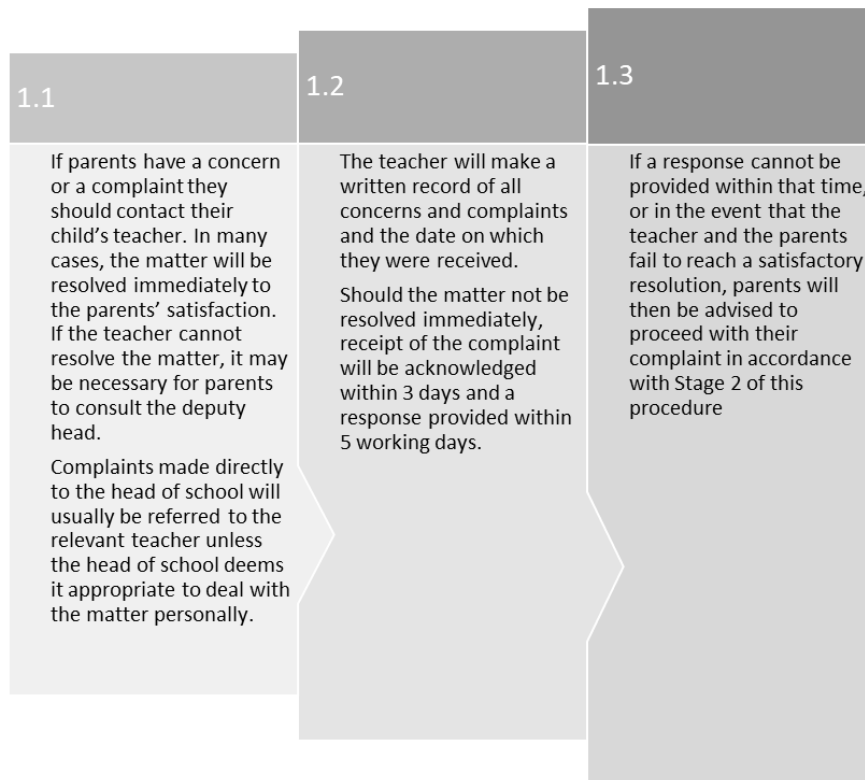 1.1
If parents have a concern
or a complaint they
should contact their
child’s teacher. In many
cases, the matter will be
resolved immediately to
the parents’ satisfaction.
If the teacher cannot
resolve the matter, it may
be necessary for parents
to consult the deputy
head.
Complaints made directly
to the head of school will
usually be referred to the
relevant teacher unless
the head of school deems
it appropriate to deal with
the matter personally.
1.2
The teacher will make a
written record of all
concerns and complaints
and the date on which
they were received.
Should the matter not be
resolved immediately,
receipt of the complaint
will be acknowledged
within 3 days and a
response provided within
5 working days.
1.3
If a response cannot be
provided within that time,
or in the event that the
teacher and the parents
fail to reach a satisfactory
resolution, parents will
then be advised to
proceed with their
complaint in accordance
with Stage 2 of this
procedure